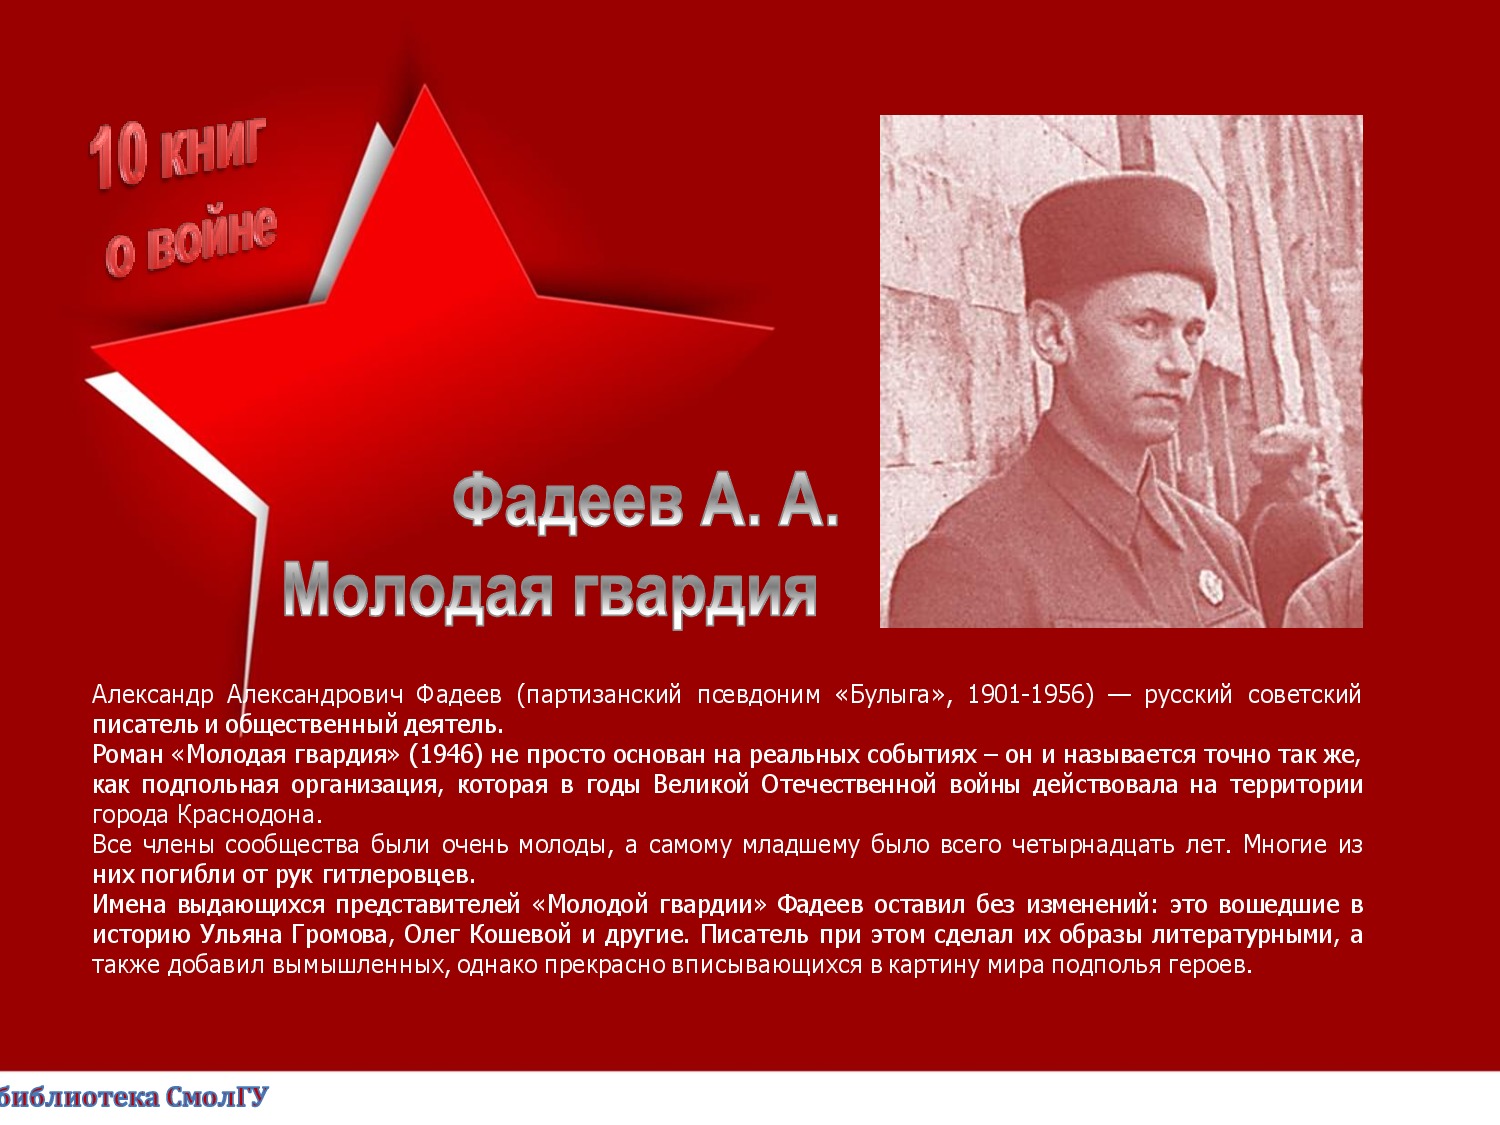 10 книг
о войне
Фадеев А. А.
Молодая гвардия
Александр Александрович Фадеев (партизанский псевдоним «Булыга», 1901-1956) — русский советский
писатель и общественный деятель.
Роман «Молодая гвардия» (1946) не просто основан на реальных событиях – он и называется точно так же,
как подпольная организация, которая в годы Великой Отечественной войны действовала на территории
города Краснодона.
Все члены сообщества были очень молоды, а самому младшему было всего четырнадцать лет. Многие из
них погибли от рук гитлеровцев.
Имена выдающихся представителей «Молодой гвардии» Фадеев оставил без изменений: это вошедшие в
историю Ульяна Громова, Олег Кошевой и другие. Писатель при этом сделал их образы литературными, а
также добавил вымышленных, однако прекрасно вписывающихся в картину мира подполья героев.
библиотека СмолГУ